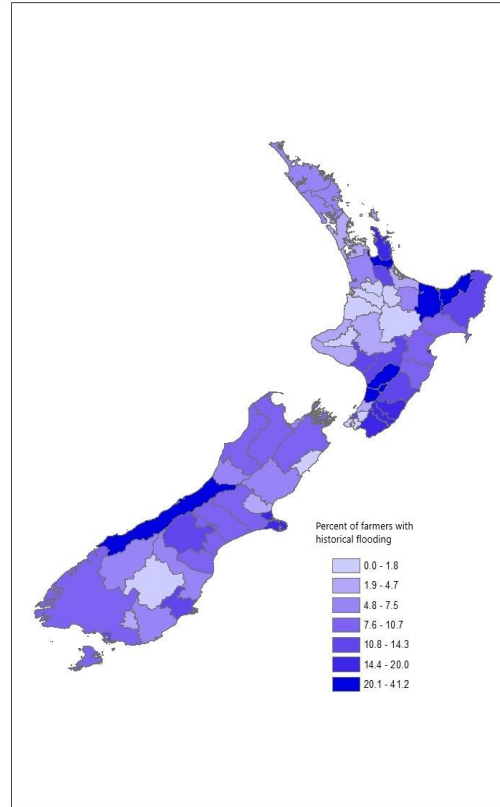 Percent of farmers with
historical flooding
0.0 - 1.8
1.9 - 4.7
4.8 - 7.5
7.6 - 10.7
10.8 - 14.3
14.4 - 20.0
20.1 - 41.2